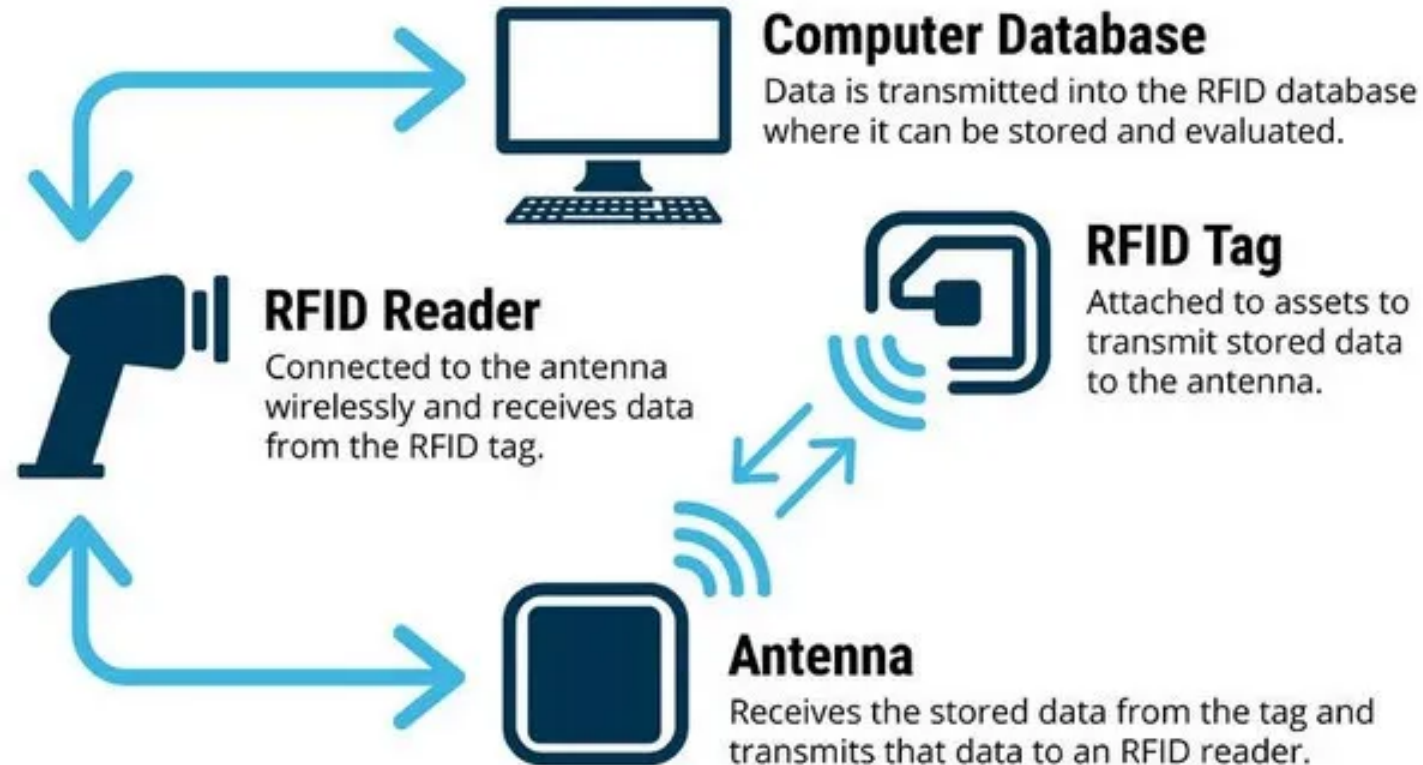 Computer Database
Data is transmitted into the RFID database
where it can be stored and evaluated.
RFID Tag
Attached to assets to
transmit stored data
to the antenna.
RFID Reader
Connected to the antenna
wirelessly and receives data
from the RFID tag.
Antenna
Receives the stored data from the tag and
transmits that data to an RFID reader.